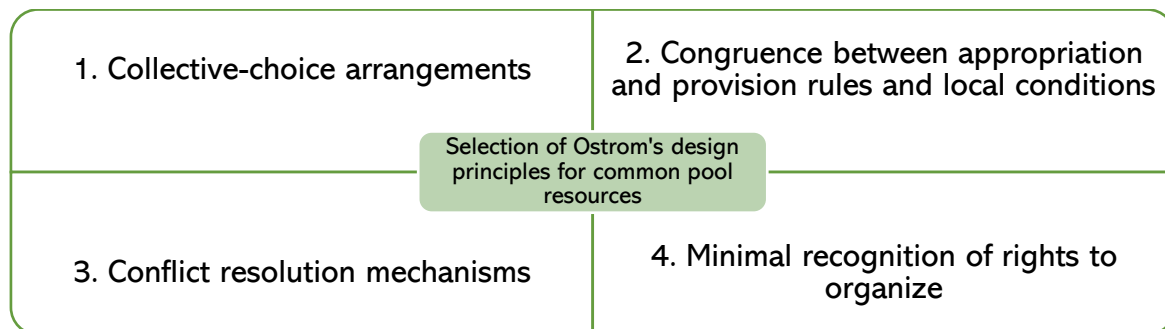 1. Collective-choice arrangements
2. Congruence between appropriation
and provision rules and local conditions
Selection of Ostrom's design
principles for common pool
resources
3. Conflict resolution mechanisms
4. Minimal recognition of rights to
organize